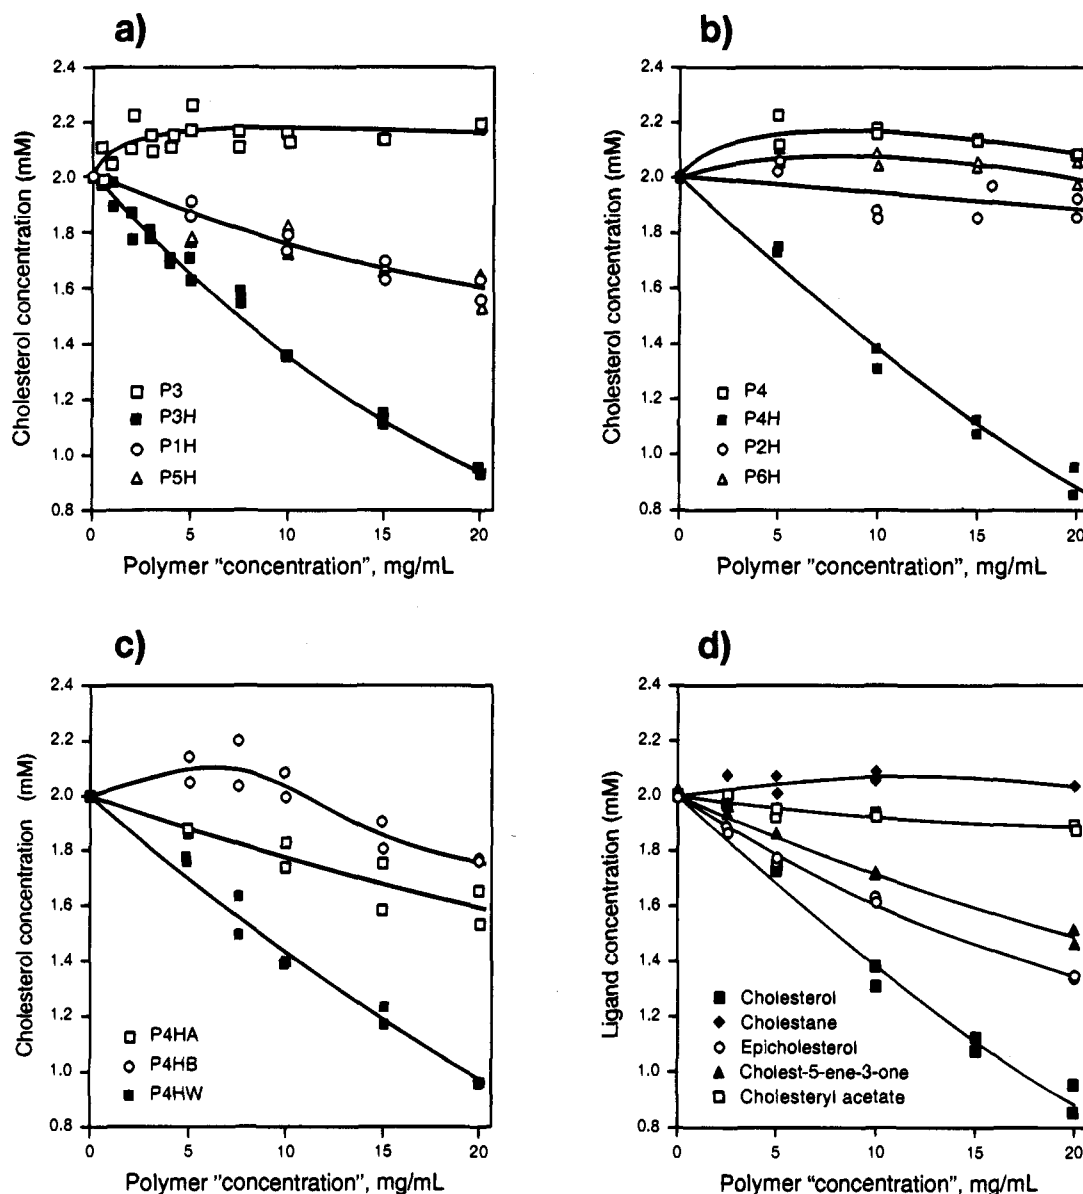 a)
Cholesterol concentration (mM)
2.4
2.2
2.0
1.8
1.6
1.4
1.2
1.0
0.8
P3
P3H
P1H
P5H
0 5 10 15 20
Polymer "concentration", mg/mL
b)
Cholesterol concentration (mM)
2.4
2.2
2.0
1.8
1.6
1.4
1.2
1.0
0.8
P4
P4H
P2H
P6H
0 5 10 15 20
Polymer "concentration", mg/mL
c)
Cholesterol concentration (mM)
2.4
2.2
2.0
1.8
1.6
1.4
1.2
1.0
0.8
P4HA
P4HB
P4HW
0 5 10 15 20
Polymer "concentration", mg/mL
d)
Ligand concentration (mM)
2.4
2.2
2.0
1.8
1.6
1.4
1.2
1.0
0.8
Cholesterol
Cholestane
Epicholesterol
Cholest-5-ene-3-one
Cholesteryl acetate
0 5 10 15 20
Polymer "concentration", mg/mL